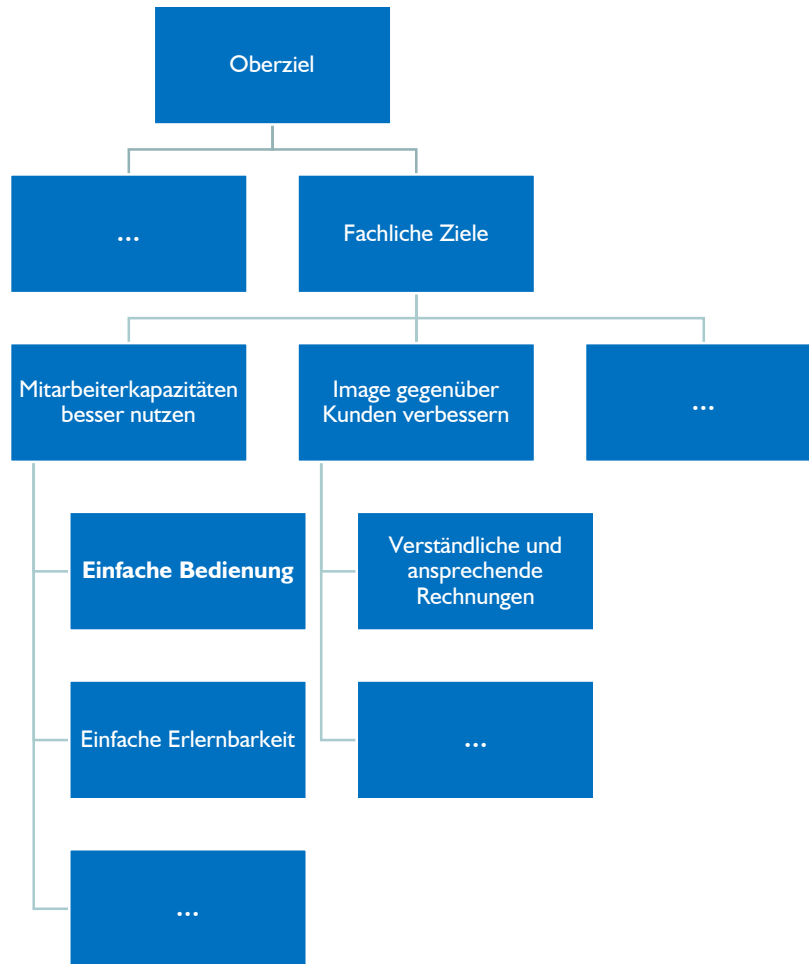 Oberziel
...
Fachliche Ziele
Mitarbeiterkapazitäten
besser nutzen
Image gegenüber
Kunden verbessern
...
Einfache Bedienung
Verständliche und
ansprechende
Rechnungen
Einfache Erlernbarkeit
...
...